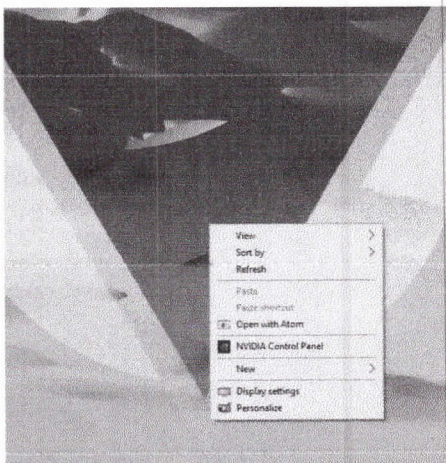 View
Sort by
Refresh
Paste
Paste shortcut
Open with Atom
NVIDIA Control Panel
New
Display settings
Personalize